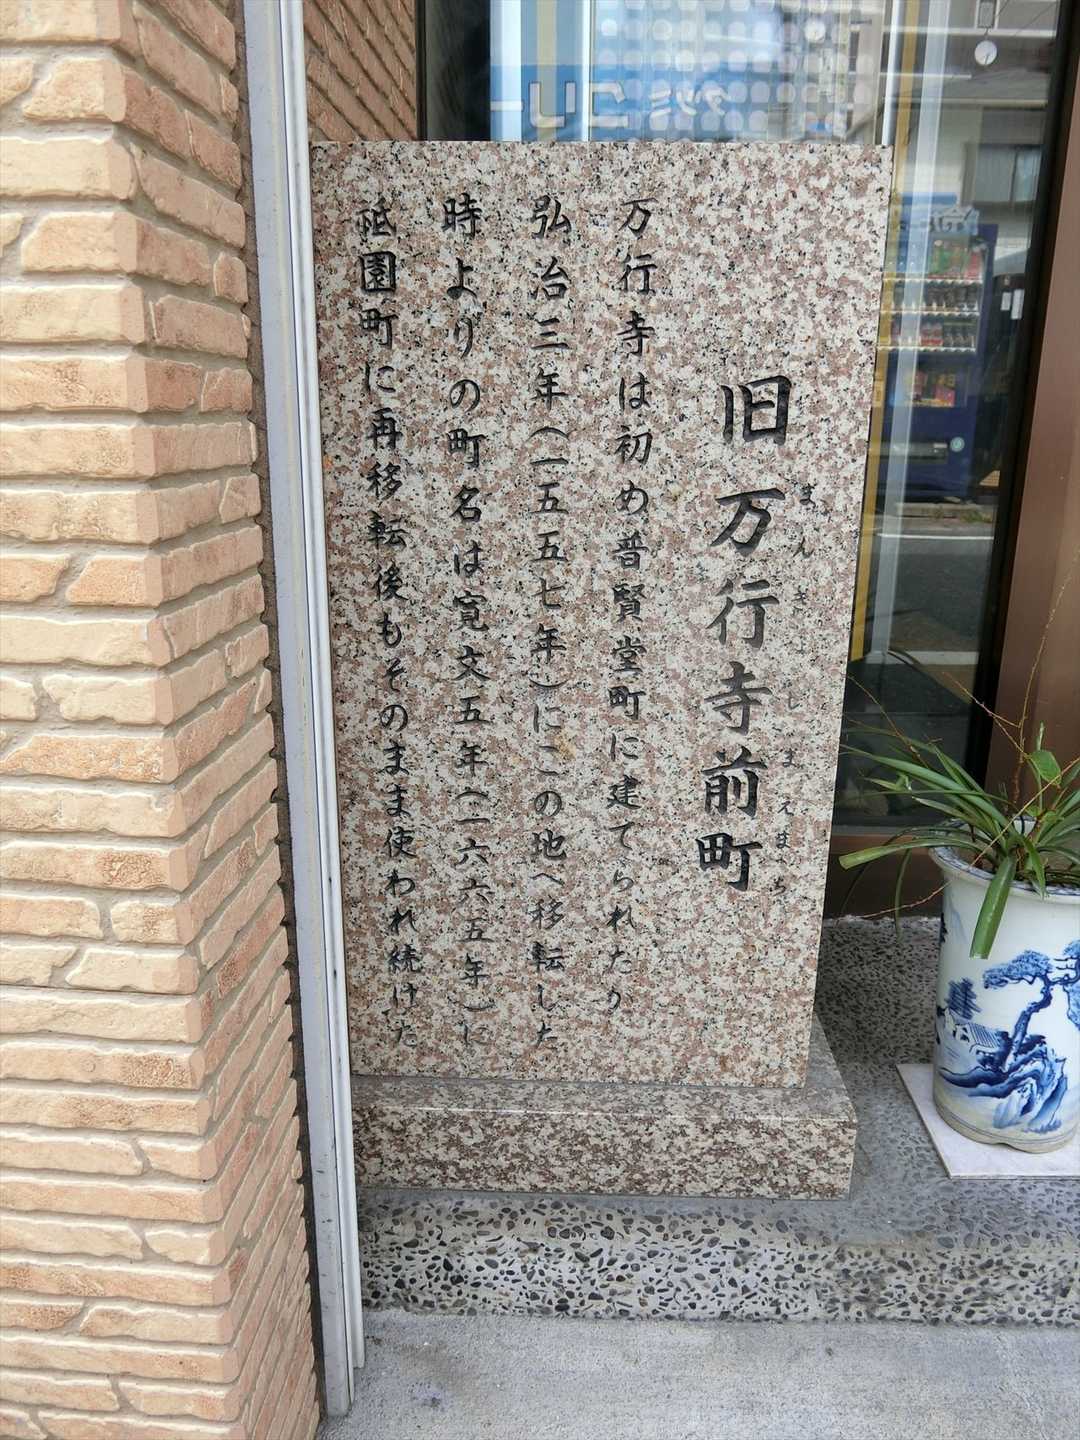 旧万行寺前町
まんぎょうじまえまち
万行寺は初め普賢堂町に建てられたが
弘治三年(一五五七年)にこの地へ移転した
時よりの町名は寛文五年(一六六五年)に
祇園町に再移転後もそのまま使われ続けた